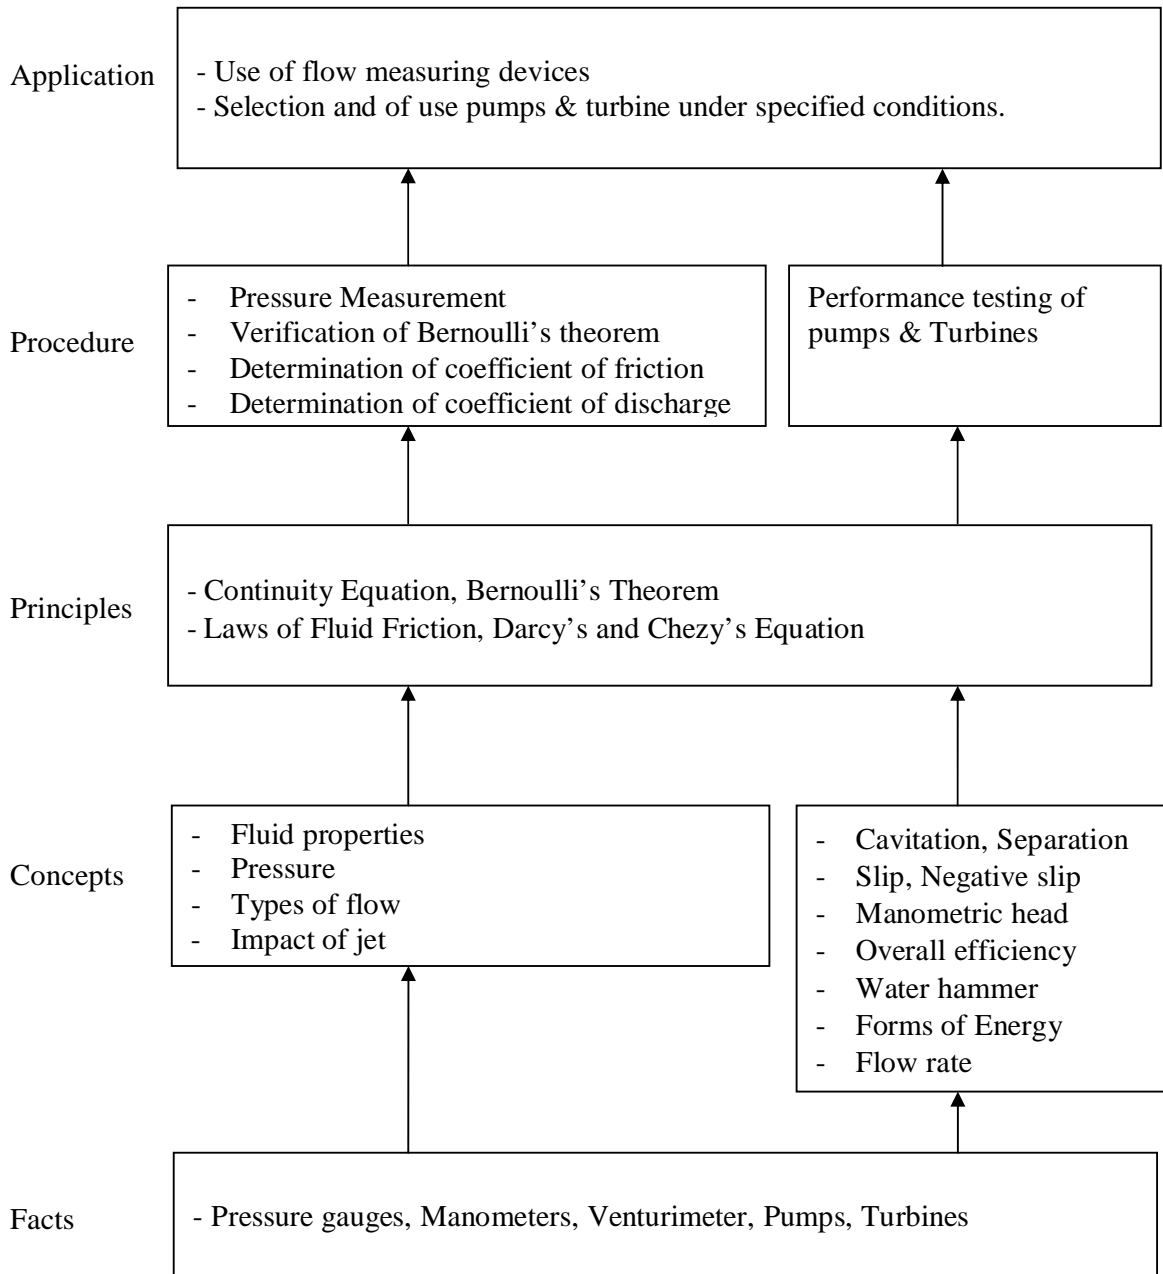 Application
- Use of flow measuring devices
- Selection and of use pumps & turbine under specified conditions.
Procedure
- Pressure Measurement
- Verification of Bernoulli's theorem
- Determination of coefficient of friction
- Determination of coefficient of discharge
Performance testing of
pumps & Turbines
Principles
- Continuity Equation, Bernoulli's Theorem
- Laws of Fluid Friction, Darcy's and Chezy's Equation
Concepts
- Fluid properties
- Pressure
- Types of flow
- Impact of jet
- Cavitation, Separation
- Slip, Negative slip
- Manometric head
- Overall efficiency
- Water hammer
- Forms of Energy
- Flow rate
Facts
- Pressure gauges, Manometers, Venturimeter, Pumps, Turbines